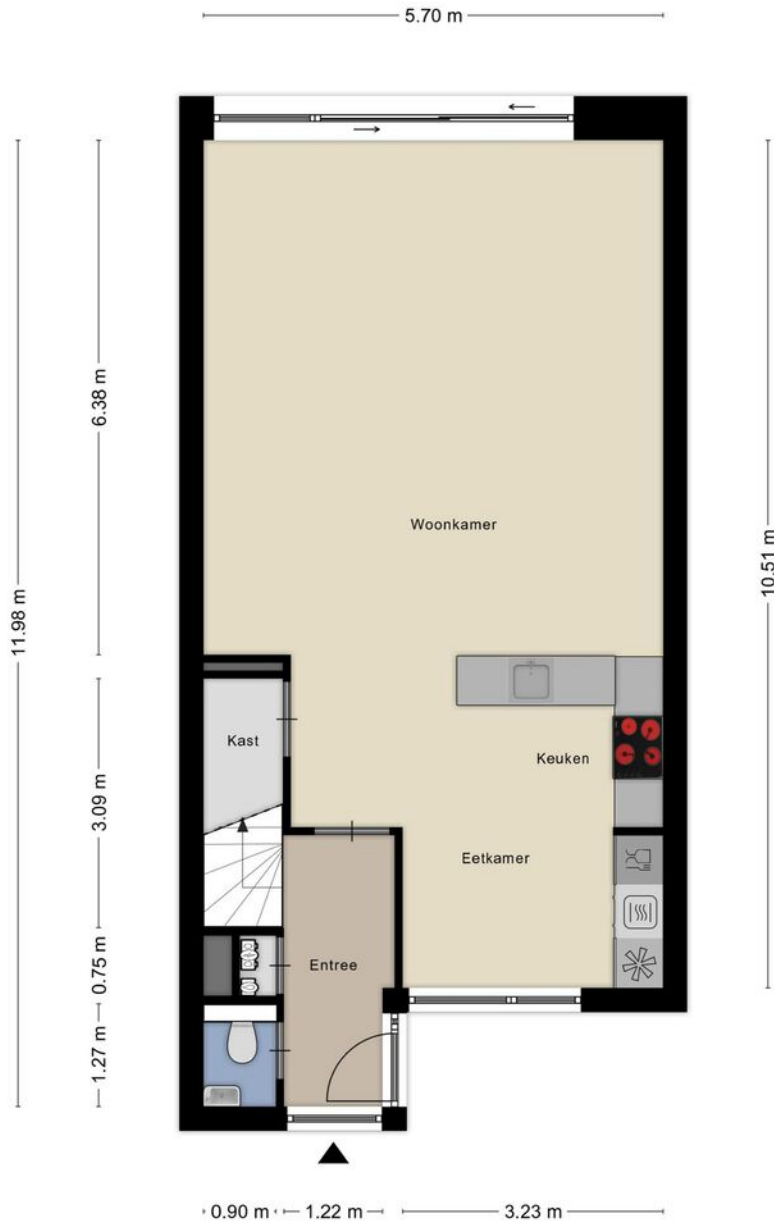 5.70 m
6.38 m
11.98 m
10.51 m
Woonkamer
Kast
Keuken
3.09 m
Eetkamer
Entree
0.75 m
1.27 m
0.90 m
1.22 m
3.23 m